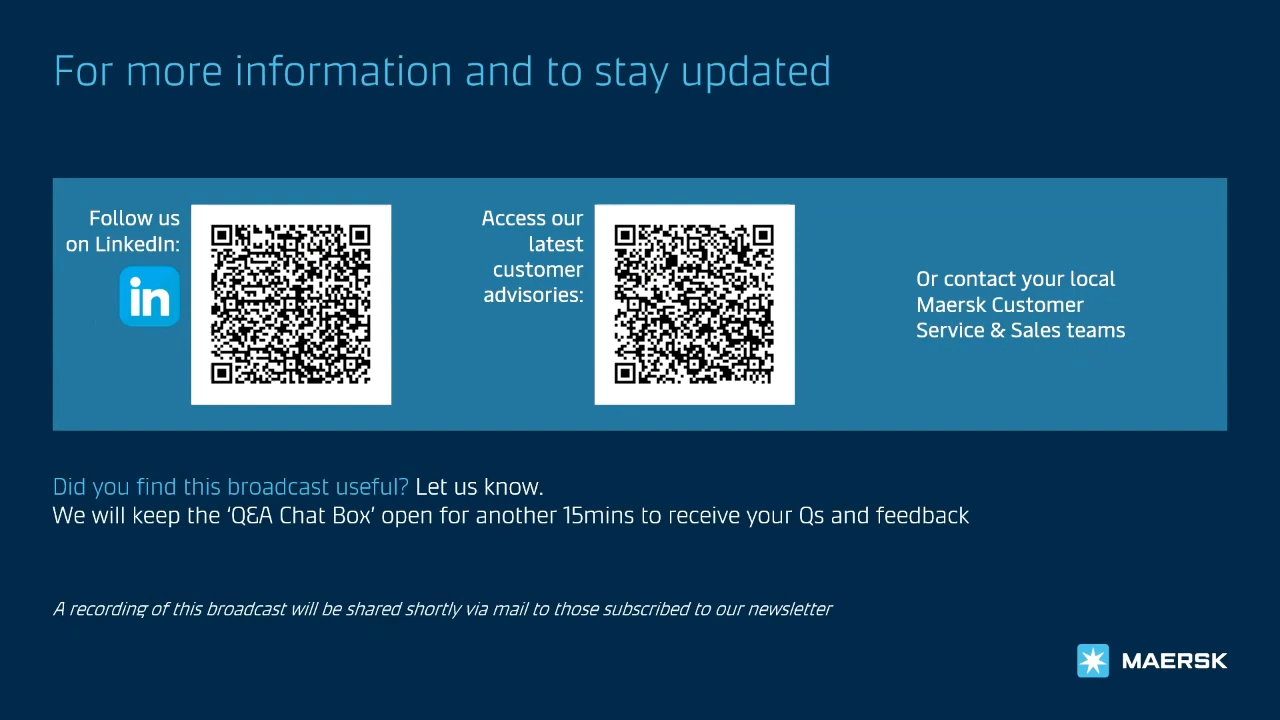 For more information and to stay updated
Follow us
on LinkedIn:
in
Access our
latest
customer
advisories:
Or contact your local
Maersk Customer
Service & Sales teams
Did you find this broadcast useful? Let us know.
We will keep the ‘Q&A Chat Box’ open for another 15mins to receive your Qs and feedback
A recording of this broadcast will be shared shortly via mail to those subscribed to our newsletter
MAERSK